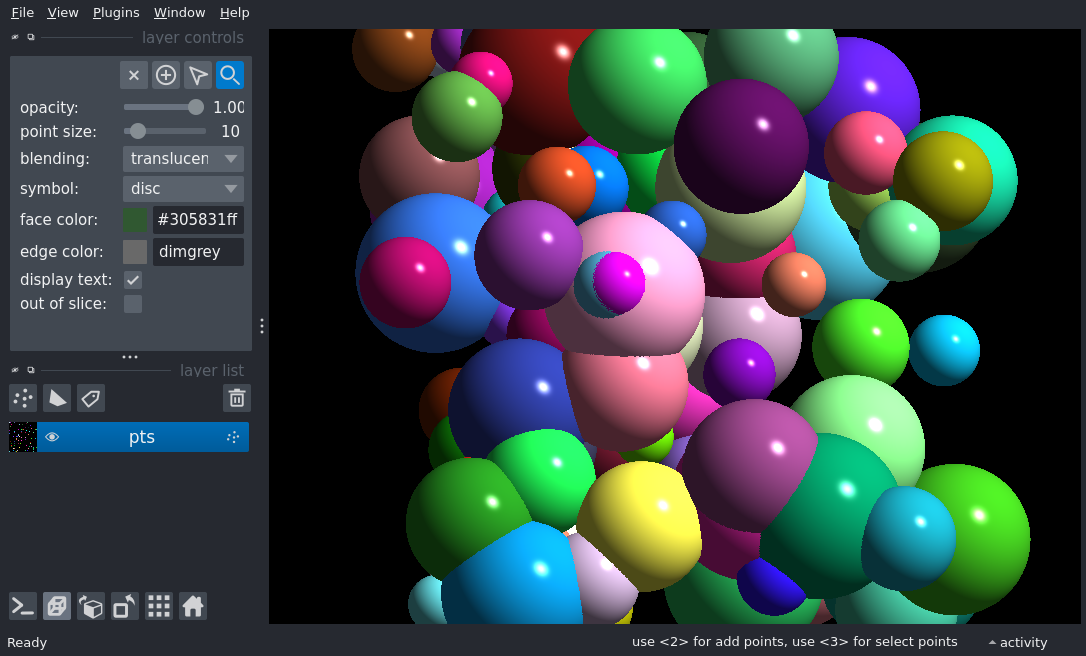 File View Plugins Window Help
layer controls
opacity: 1.00
point size: 10
blending: translucen
symbol: disc
face color: #305831ff
edge color: dimgrey
display text:
out of slice:
layer list
pts
Ready use <2> for add points, use <3> for select points activity